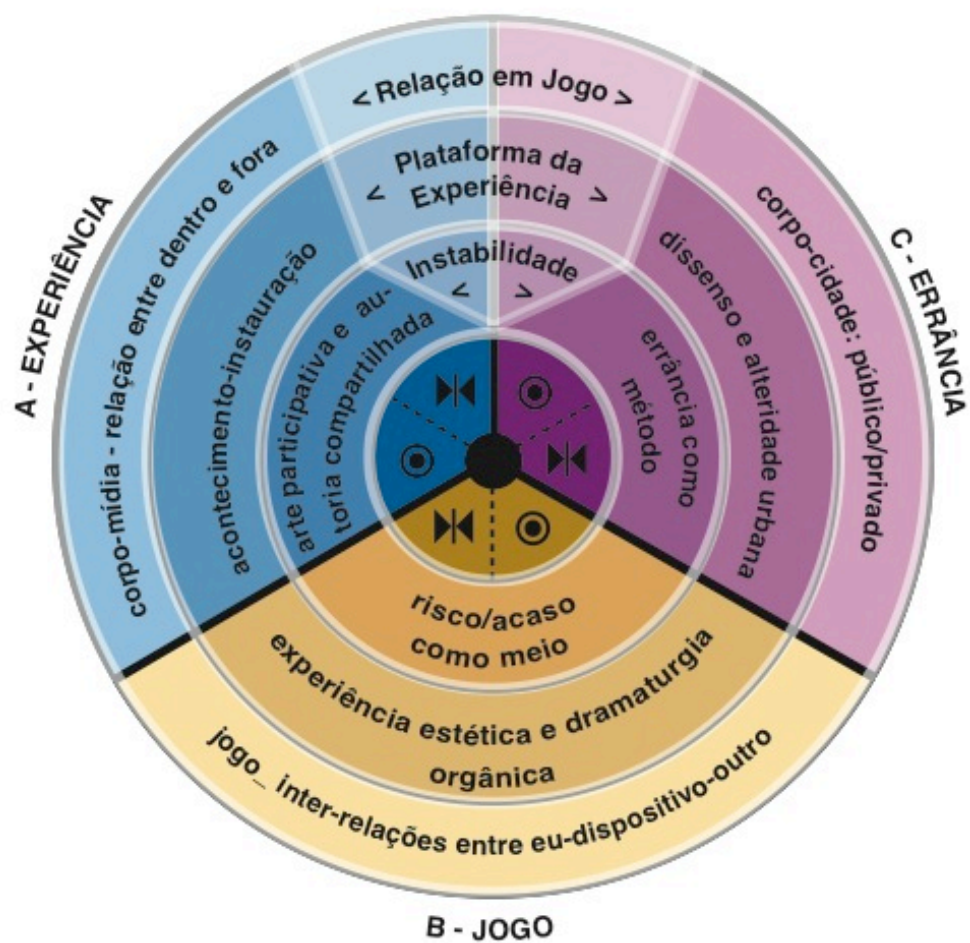 < Relação em Jogo >
Plataforma da
< Experiência >
Instabilidade
< >
A - EXPERIÊNCIA
corpo-mídia - relação entre dentro e fora
acontecimento-instauração
arte participativa e au-
toria compartilhada
C - ERRÂNCIA
corpo-cidade: público/privado
dissenso e alteridade urbana
errância como
método
risco/acaso
como meio
experiência estética e dramaturgia
orgânica
jogo_ inter-relações entre eu-dispositivo-outro
B - JOGO